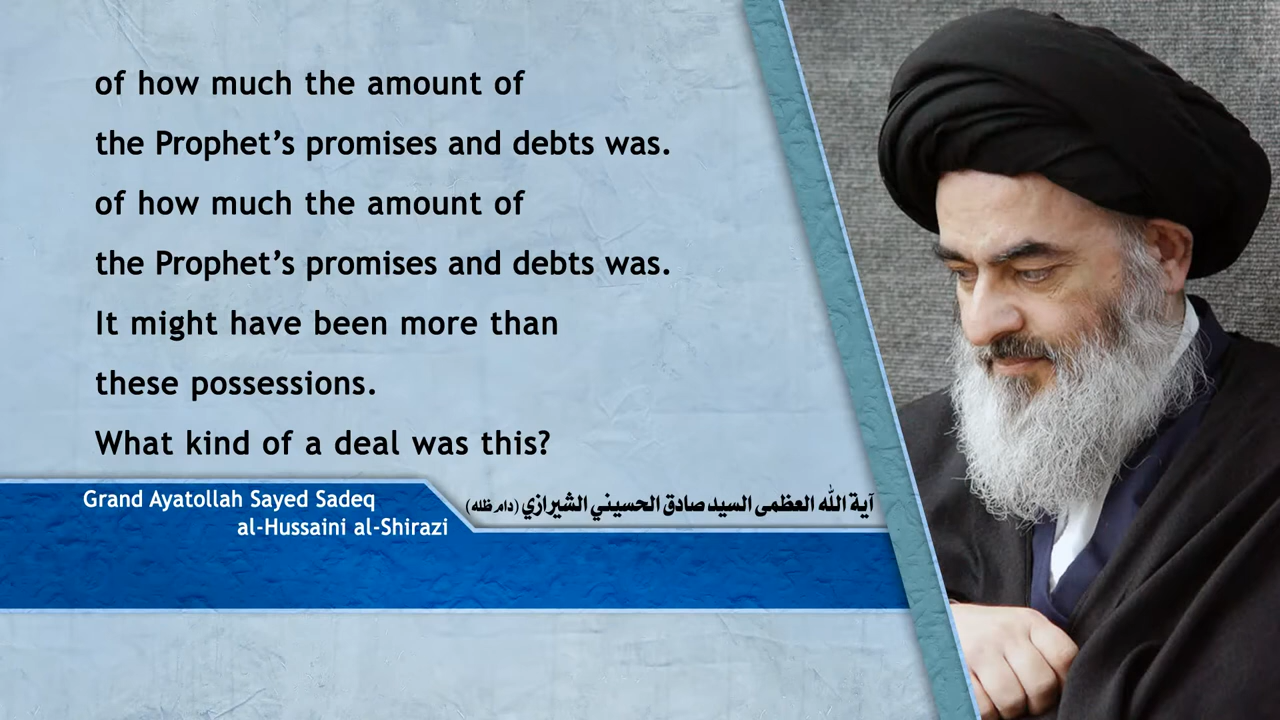 of how much the amount of
the Prophet’s promises and debts was.
of how much the amount of
the Prophet’s promises and debts was.
It might have been more than
these possessions.
What kind of a deal was this?
Grand Ayatollah Sayed Sadeq
al-Hussaini al-Shirazi
آية الله العظمى السيد صادق الحسيني الشيرازي (دام ظله)